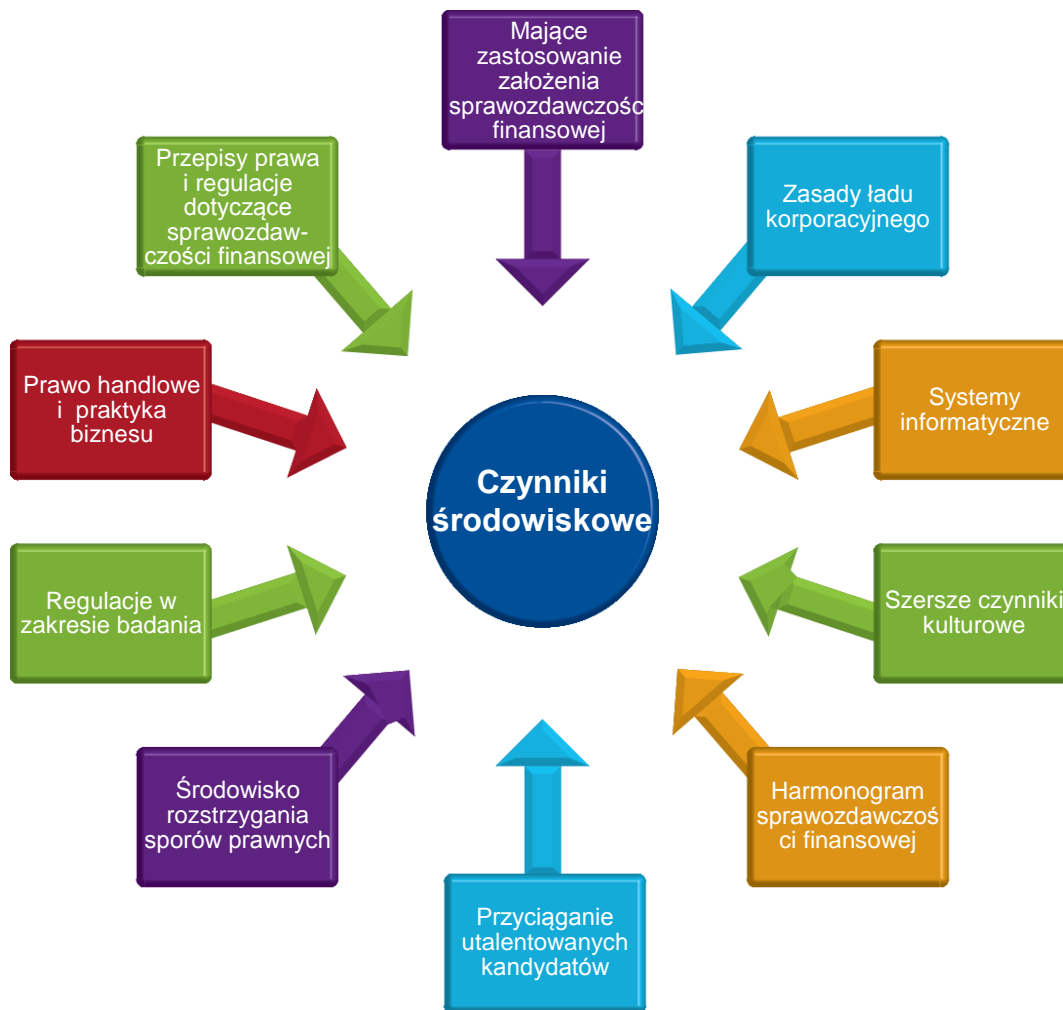 Mające
zastosowanie
założenia
sprawozdawczośc
finansowej
Przepisy prawa
i regulacje
dotyczące
sprawozdaw-
czości finansowej
Zasady ładu
korporacyjnego
Prawo handlowe
i praktyka
biznesu
Systemy
informatyczne
Czynniki
środowiskowe
Regulacje w
zakresie badania
Szersze czynniki
kulturowe
Środowisko
rozstrzygania
sporów prawnych
Harmonogram
sprawozdawczoś
ci finansowej
Przyciąganie
utalentowanych
kandydatów